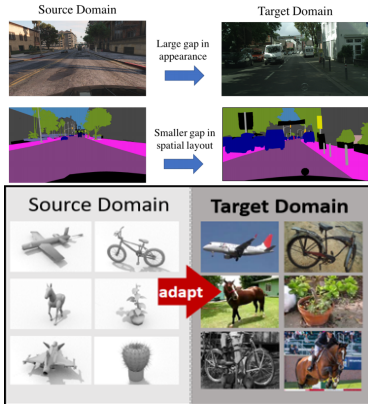 Source Domain
Target Domain
Large gap in
appearance
Smaller gap in
spatial layout
Source Domain
Target Domain
adapt